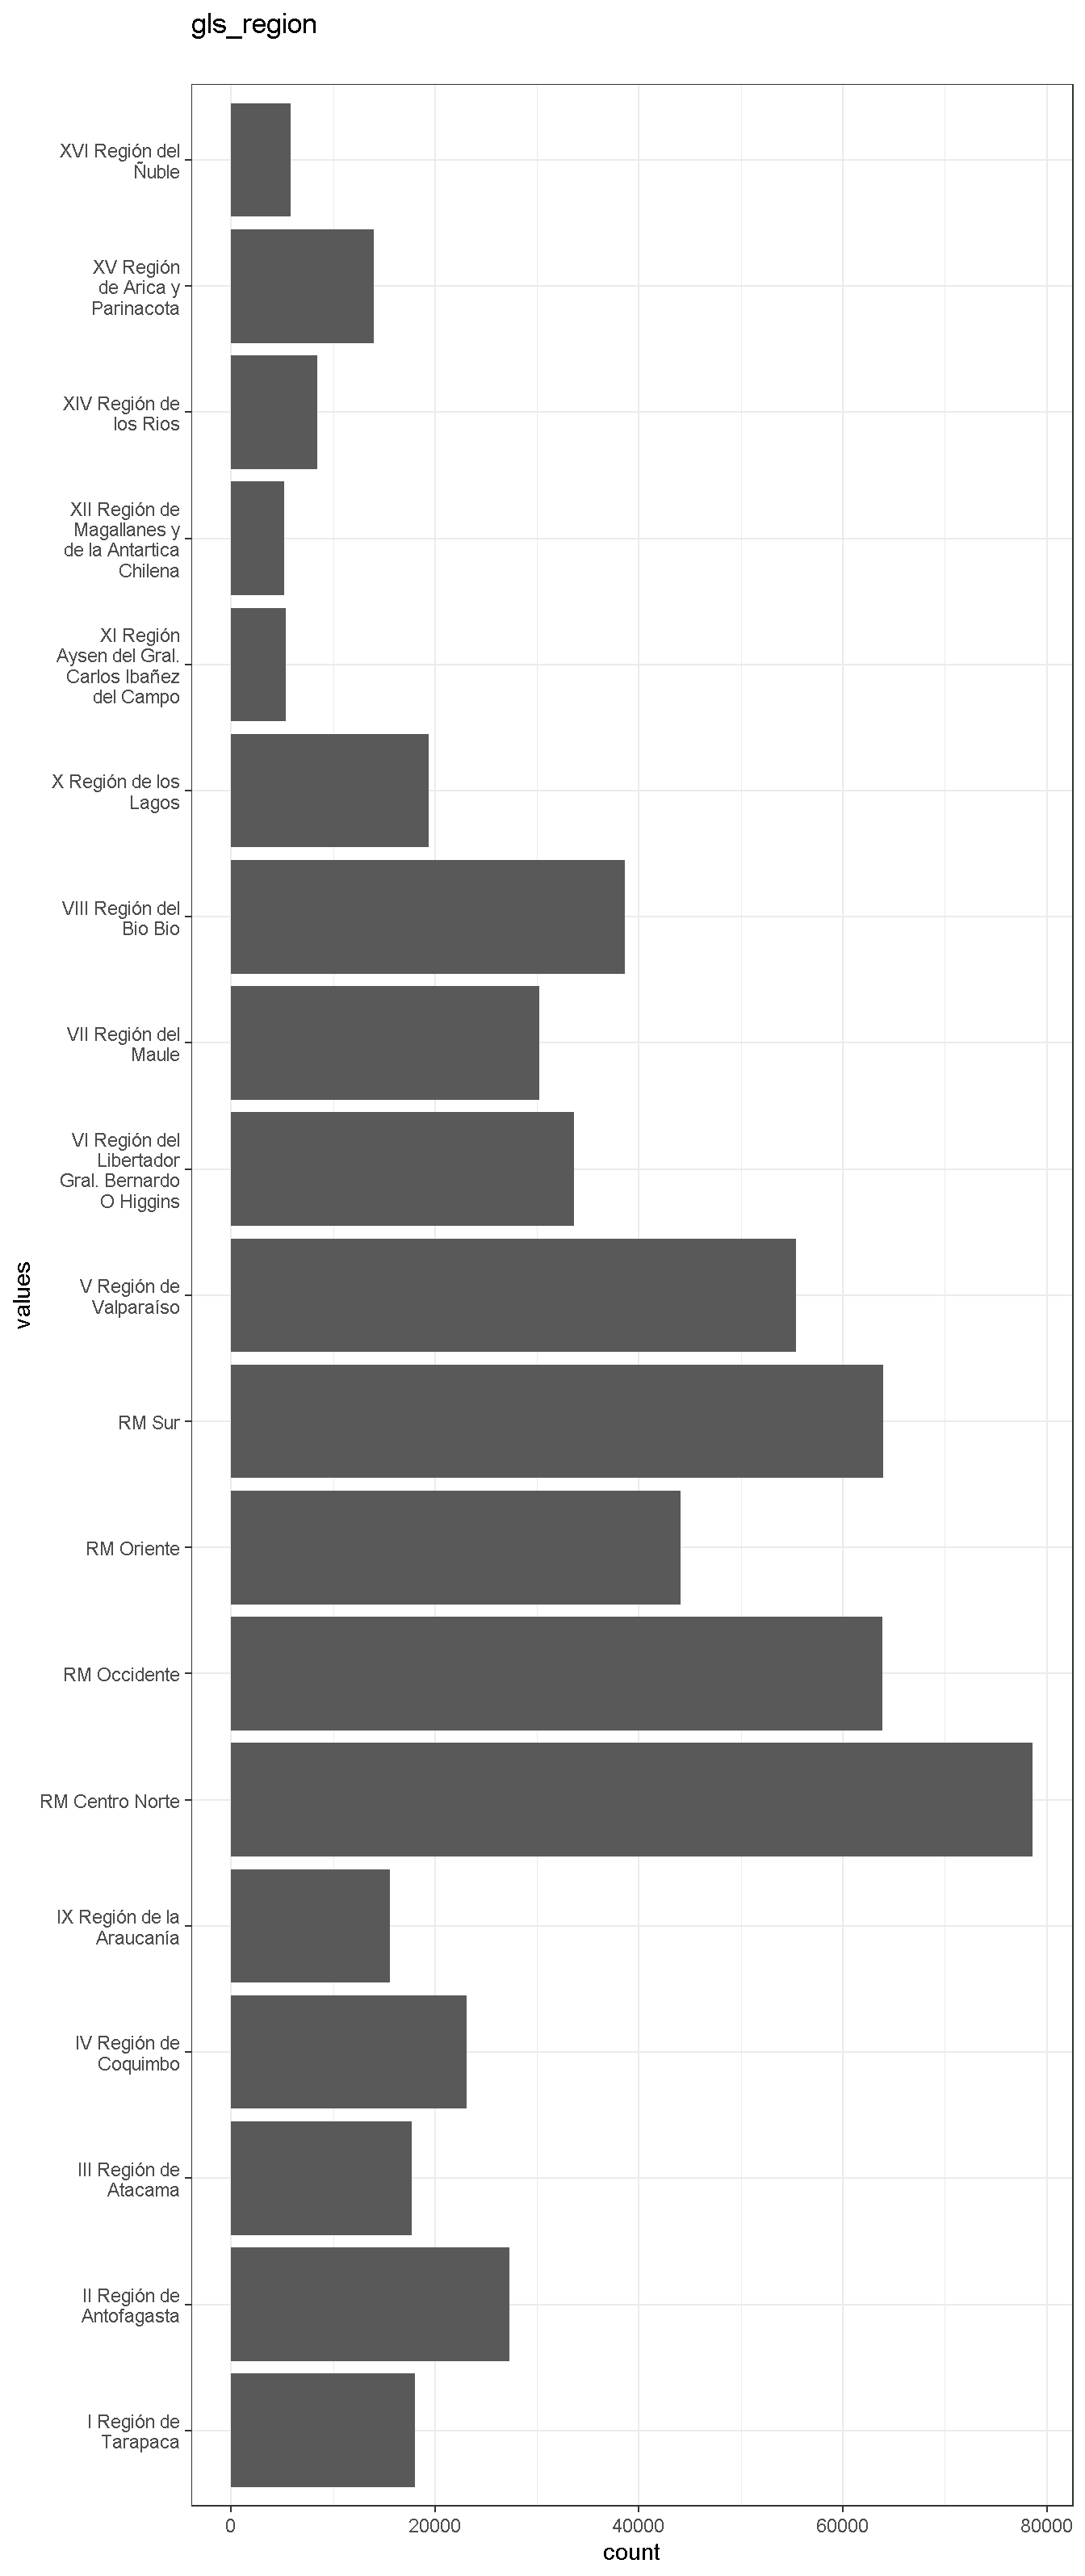 gls_region
XVI Región del
Ñuble
XV Región
de Arica y
Parinacota
XIV Región de
los Rios
XII Región de
Magallanes y
de la Antartica
Chilena
XI Región
Aysen del Gral.
Carlos Ibañez
del Campo
X Región de los
Lagos
VIII Región del
Bio Bio
VII Región del
Maule
VI Región del
Libertador
Gral. Bernardo
O Higgins
V Región de
Valparaíso
RM Sur
RM Oriente
RM Occidente
RM Centro Norte
IX Región de la
Araucanía
IV Región de
Coquimbo
III Región de
Atacama
II Región de
Antofagasta
I Región de
Tarapaca
values
0 20000 40000 60000 80000
count